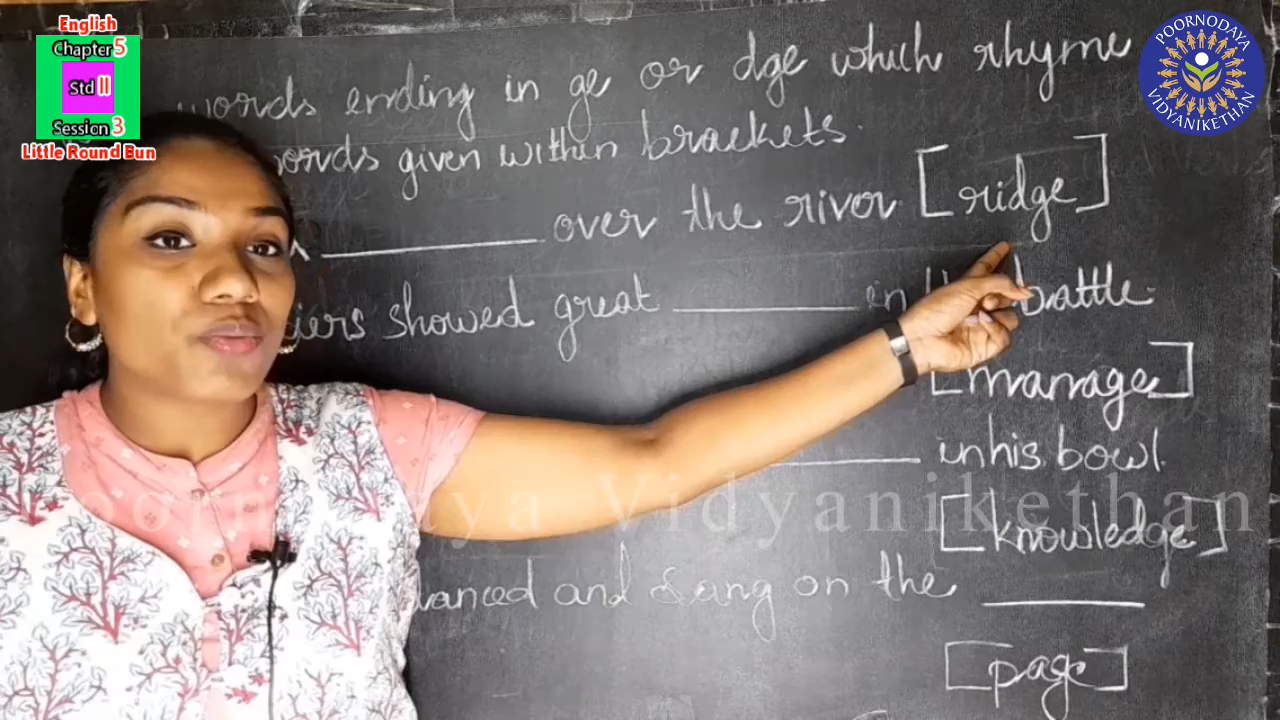 English
Chapter 5
Std II
Session 3
Little Round Bun
POORNODAYA VIDYANIKETHAN
words ending in ge or dge which rhyme
words given within brackets.
over the river [ridge]
showed great ______ in the battle.
[manage]
in his bowl.
[knowledge]
and sang on the ______
[page]
Poornodaya Vidyanikethan